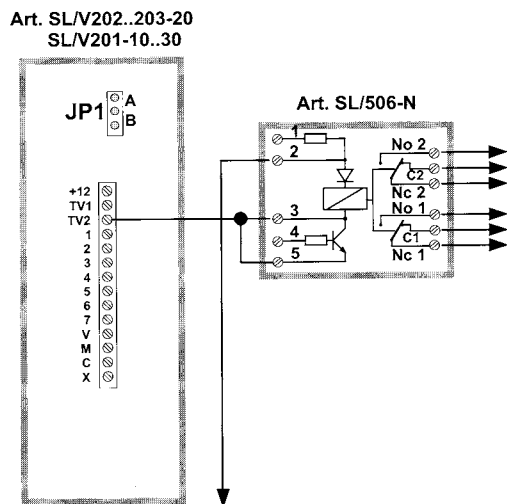 Art. SL/V202..203-20
SL/V201-10..30
JP1
A
B
+12
TV1
TV2
1
2
3
4
5
6
7
V
M
C
X
Art. SL/506-N
1
2
3
4
5
No 2
C2
Nc 2
No 1
C1
Nc 1